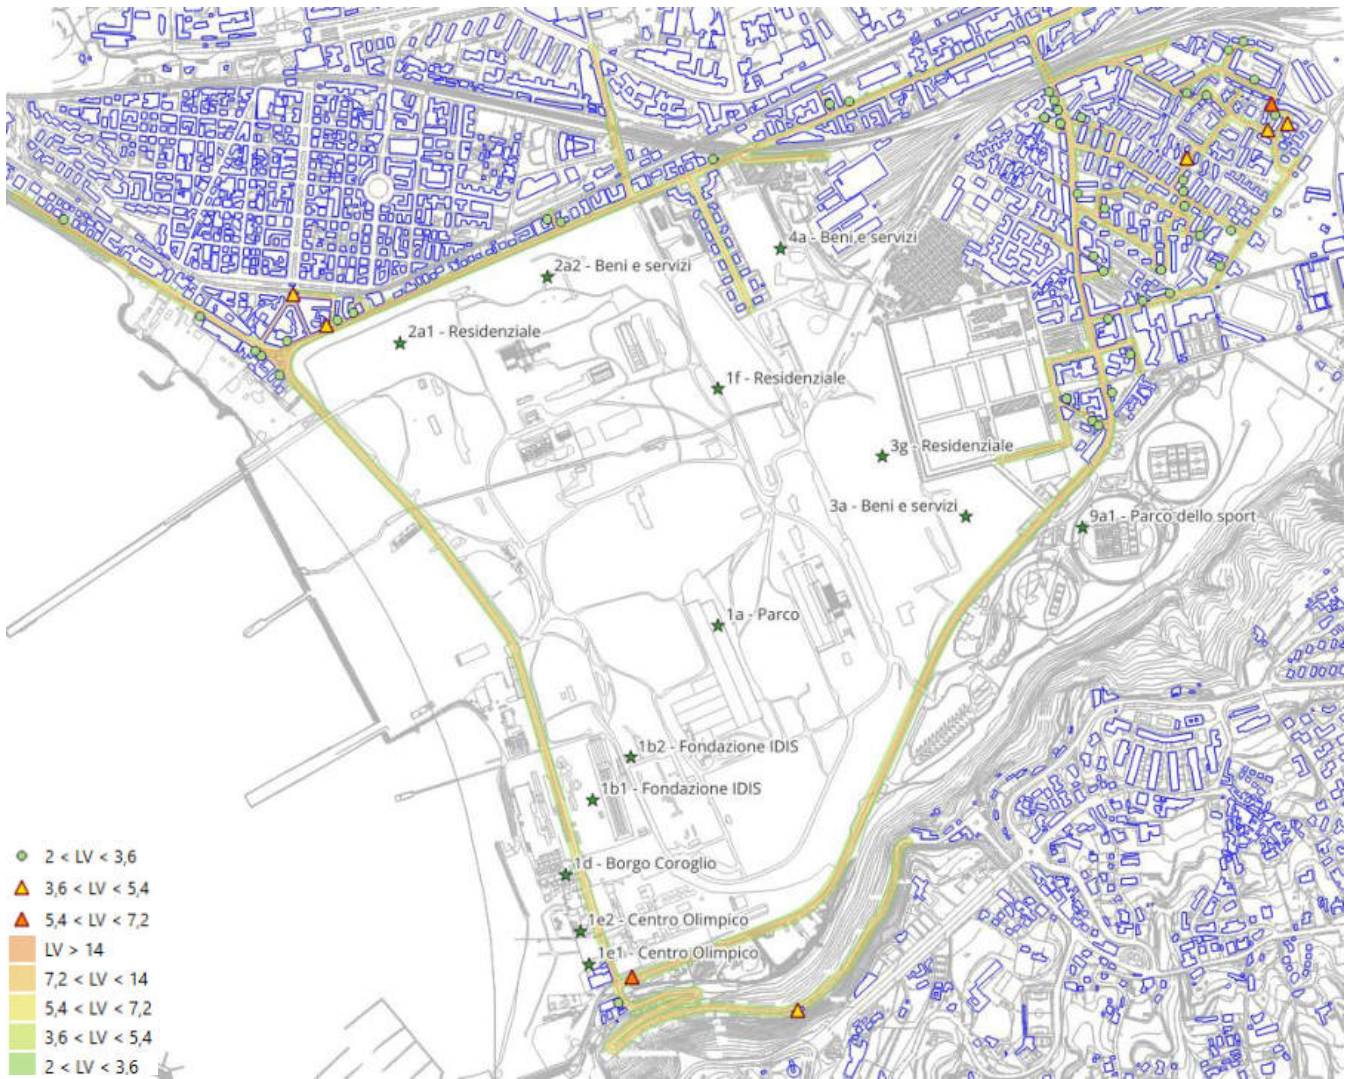 4a - Beni e servizi
2a2 - Beni e servizi
2a1 - Residenziale
1f - Residenziale
3g - Residenziale
3a - Beni e servizi
9a1 - Parco dello sport
1a - Parco
1b2 - Fondazione IDIS
1b1 - Fondazione IDIS
1d - Borgo Coroglio
1e2 - Centro Olimpico
1e1 - Centro Olimpico
2 < LV < 3,6
3,6 < LV < 5,4
5,4 < LV < 7,2
LV > 14
7,2 < LV < 14
5,4 < LV < 7,2
3,6 < LV < 5,4
2 < LV < 3,6